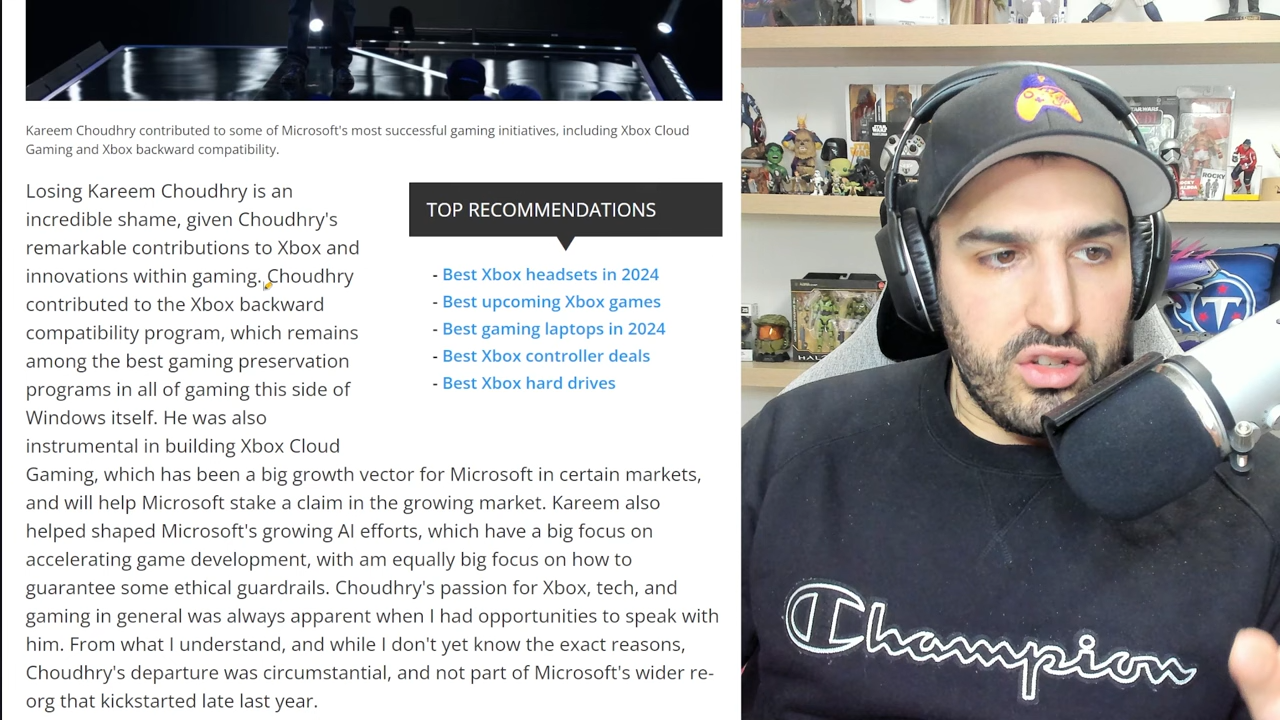 Kareem Choudhry contributed to some of Microsoft's most successful gaming initiatives, including Xbox Cloud
Gaming and Xbox backward compatibility.
Losing Kareem Choudhry is an
incredible shame, given Choudhry's
remarkable contributions to Xbox and
innovations within gaming. Choudhry
contributed to the Xbox backward
compatibility program, which remains
among the best gaming preservation
programs in all of gaming this side of
Windows itself. He was also
instrumental in building Xbox Cloud
Gaming, which has been a big growth vector for Microsoft in certain markets,
and will help Microsoft stake a claim in the growing market. Kareem also
helped shaped Microsoft's growing AI efforts, which have a big focus on
accelerating game development, with am equally big focus on how to
guarantee some ethical guardrails. Choudhry's passion for Xbox, tech, and
gaming in general was always apparent when I had opportunities to speak with
him. From what I understand, and while I don't yet know the exact reasons,
Choudhry's departure was circumstantial, and not part of Microsoft's wider re-
org that kickstarted late last year.
TOP RECOMMENDATIONS
- Best Xbox headsets in 2024
- Best upcoming Xbox games
- Best gaming laptops in 2024
- Best Xbox controller deals
- Best Xbox hard drives
STAR WARS
ROCKY
HALO
Champion